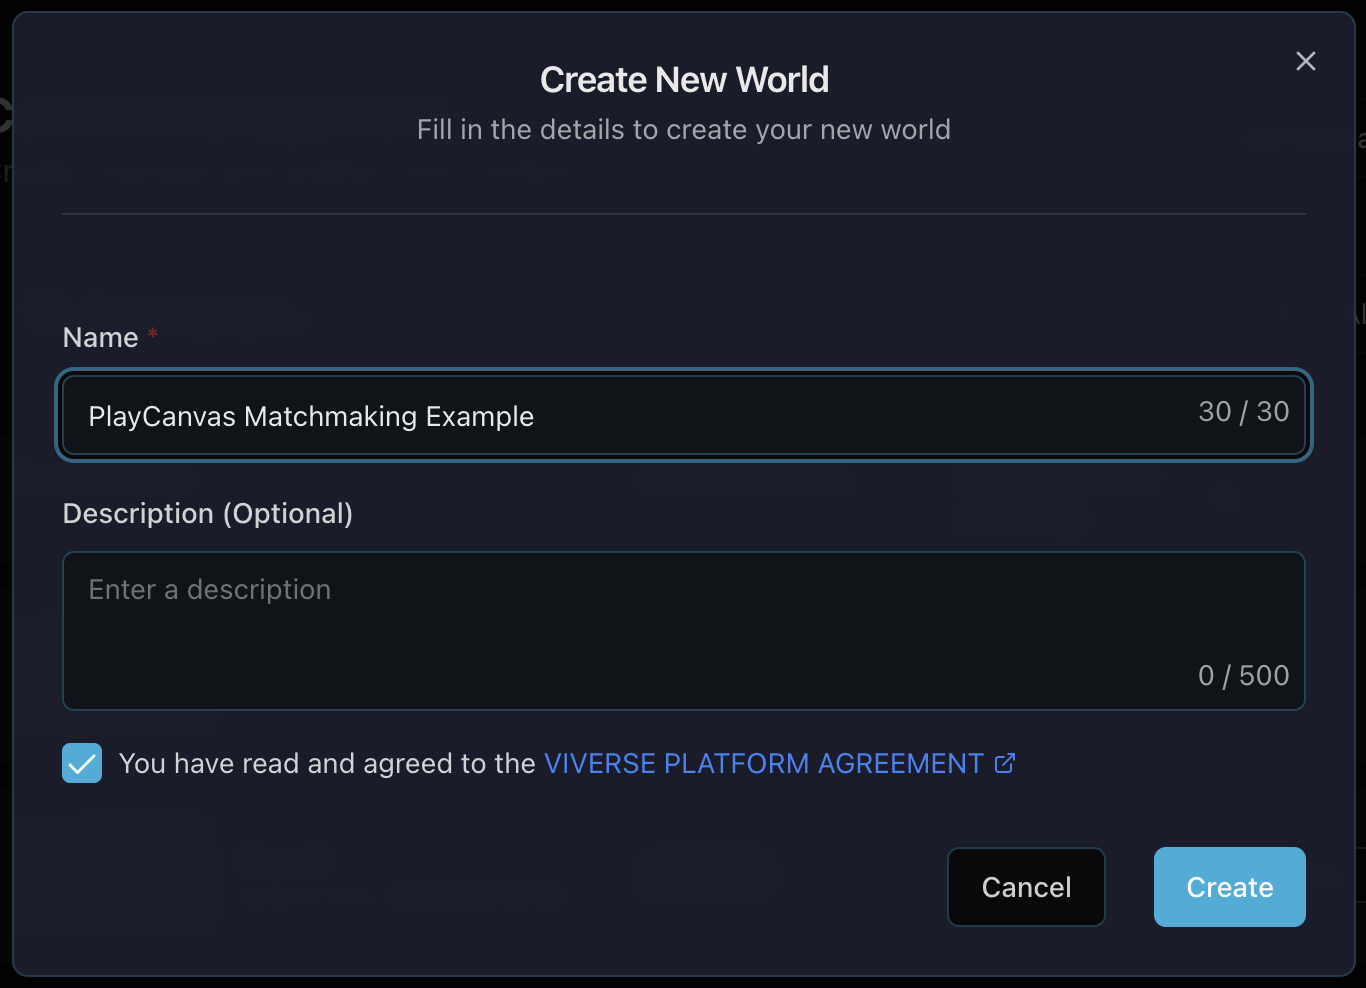 Create New World
Fill in the details to create your new world
Name *
PlayCanvas Matchmaking Example
30 / 30
Description (Optional)
Enter a description
0 / 500
You have read and agreed to the VIVERSE PLATFORM AGREEMENT
Cancel
Create